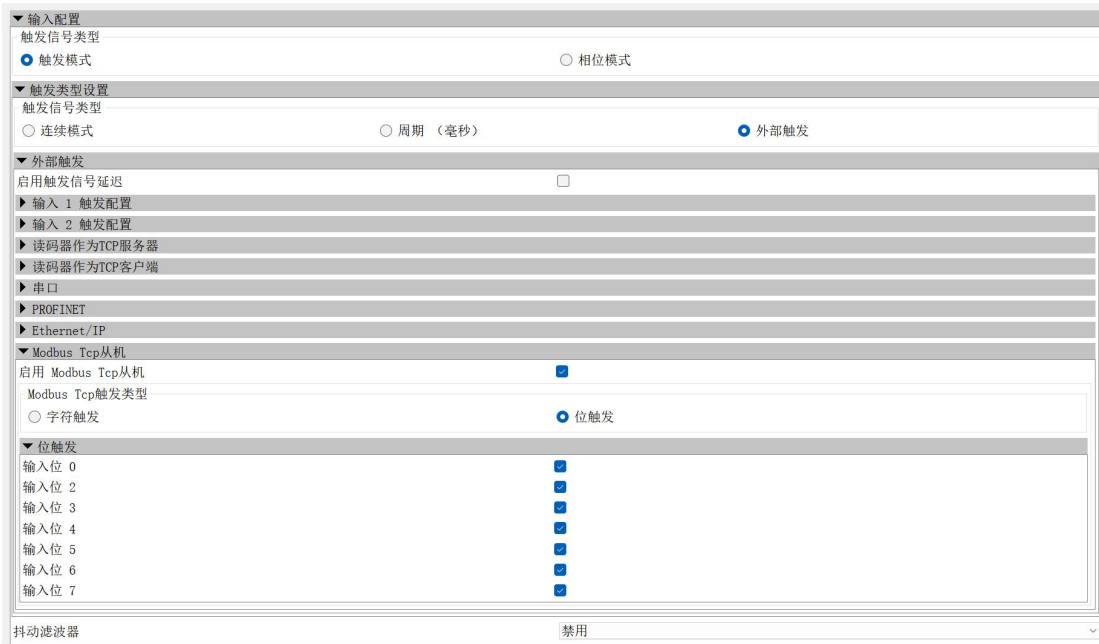 输入配置
触发信号类型
触发模式 相位模式
触发类型设置
触发信号类型
连续模式 周期 （毫秒） 外部触发
外部触发
启用触发信号延迟
输入 1 触发配置
输入 2 触发配置
读码器作为TCP服务器
读码器作为TCP客户端
串口
PROFINET
Ethernet/IP
Modbus Tcp从机
启用 Modbus Tcp从机
Modbus Tcp触发类型
字符触发 位触发
位触发
输入位 0
输入位 2
输入位 3
输入位 4
输入位 5
输入位 6
输入位 7
抖动滤波器 禁用